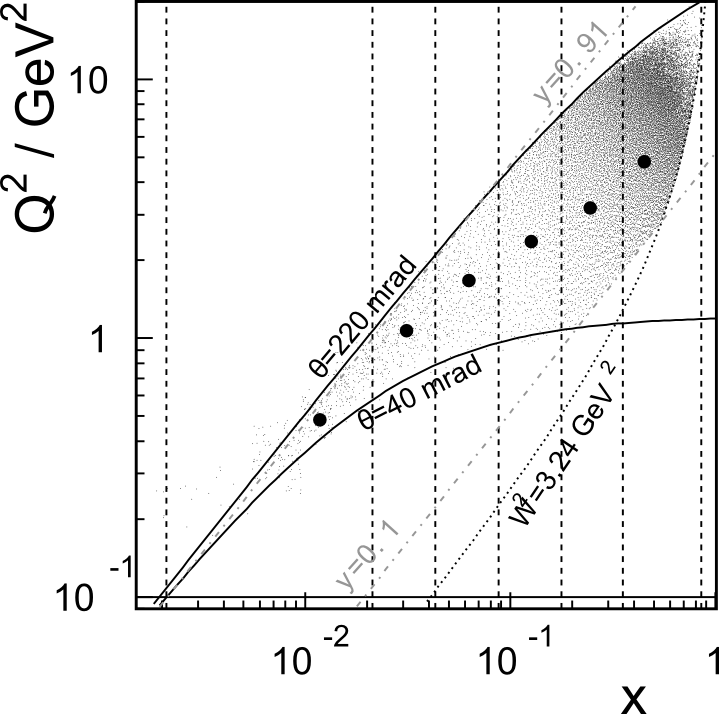 Q² / GeV²
10
1
10⁻¹
y=0.91
θ=220 mrad
θ=40 mrad
y=0.1
W²=3.24 GeV²
10⁻²
10⁻¹
1
x